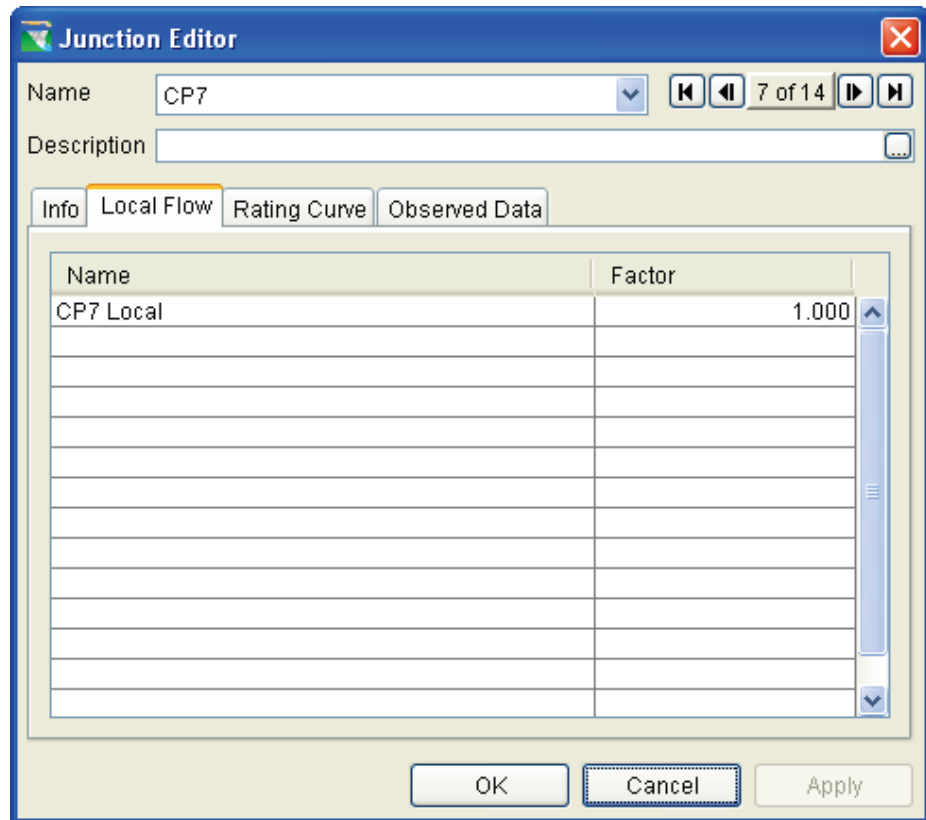 Junction Editor
Name CP7 7 of 14
Description ...
Info Local Flow Rating Curve Observed Data
Name Factor
CP7 Local 1.000
OK Cancel Apply